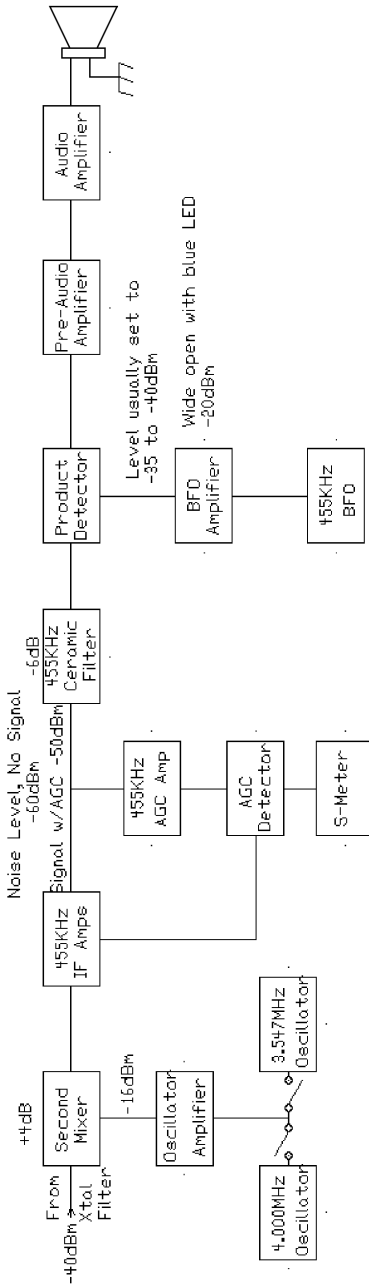 -40dBm
From
Xtal
Filter
+4dB
Second
Mixer
-16dBm
Oscillator
Amplifier
4.000MHz
Oscillator
3.547MHz
Oscillator
455KHz
IF Amps
Noise Level, No Signal
-60dBm
Signal w/AGC -50dBm
455KHz
AGC Amp
AGC
Detector
S-Meter
-6dB
455KHz
Ceramic
Filter
Product
Detector
Level usually set to
-35 to -40dBm
BFO
Amplifier
Wide open with blue LED
-20dBm
455KHz
BFO
Pre-Audio
Amplifier
Audio
Amplifier